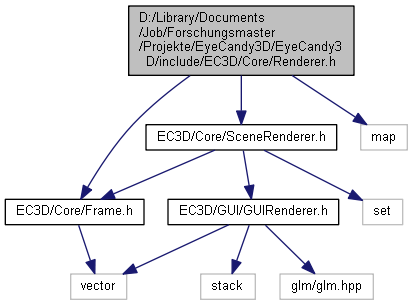 D:/Library/Documents
/Job/Forschungsmaster
/Projekte/EyeCandy3D/EyeCandy3
D/include/EC3D/Core/Renderer.h
EC3D/Core/SceneRenderer.h
map
EC3D/Core/Frame.h
EC3D/GUI/GUIRenderer.h
set
vector
stack
glm/glm.hpp